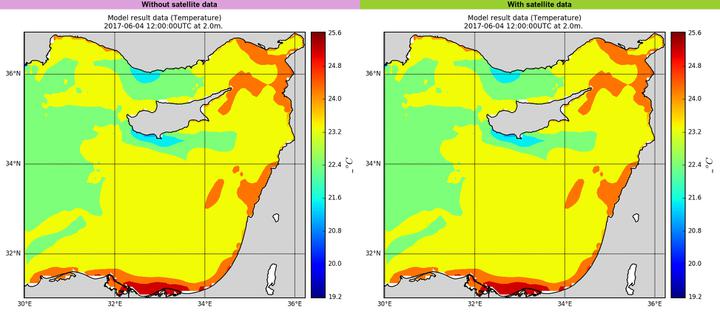 Without satellite data
With satellite data
Model result data (Temperature)
2017-06-04 12:00:00UTC at 2.0m.
36°N
34°N
32°N
30°E
32°E
34°E
36°E
25.6
24.8
24.0
23.2
22.4
21.6
20.8
20.0
19.2
°C
Model result data (Temperature)
2017-06-04 12:00:00UTC at 2.0m.
36°N
34°N
32°N
30°E
32°E
34°E
36°E
25.6
24.8
24.0
23.2
22.4
21.6
20.8
20.0
19.2
°C